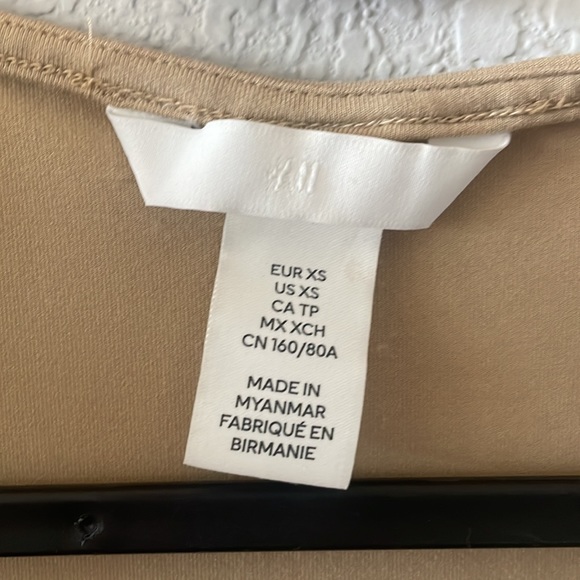 H&M
EUR XS
US XS
CA TP
MX XCH
CN 160/80A
MADE IN
MYANMAR
FABRIQUÉ EN
BIRMANIE